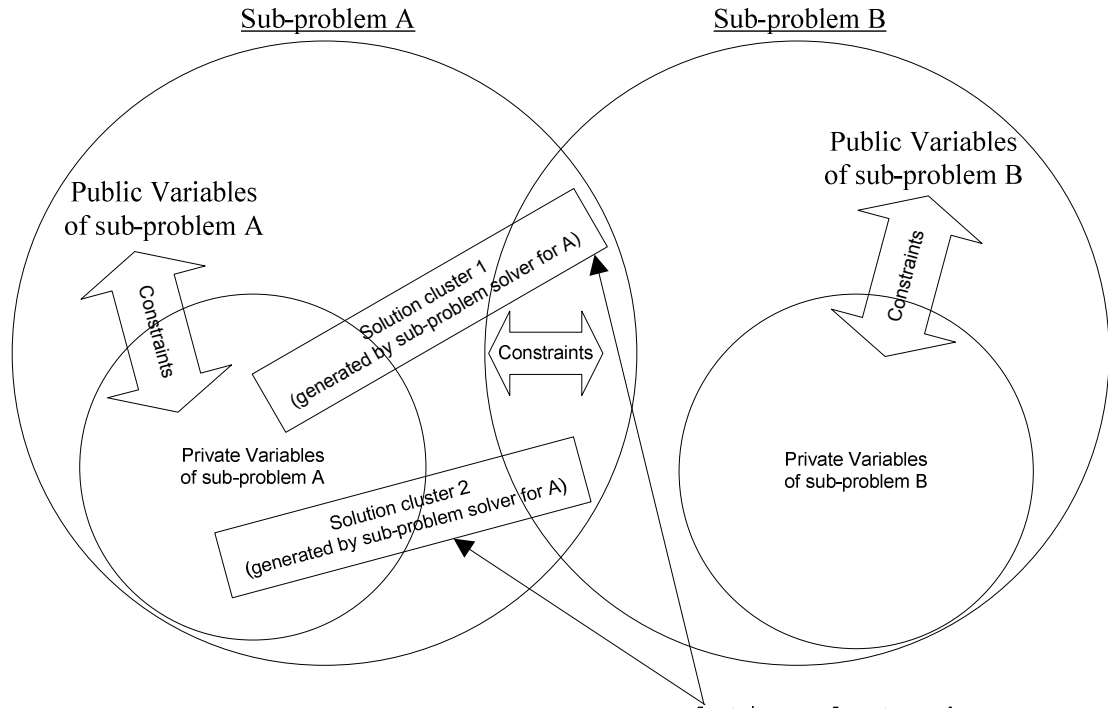 Sub-problem A
Sub-problem B
Public Variables
of sub-problem B
Public Variables
of sub-problem A
Constraints
Constraints
Solution cluster 1
(generated by sub-problem solver for A)
Constraints
Private Variables
of sub-problem A
Private Variables
of sub-problem B
Solution cluster 2
(generated by sub-problem solver for A)